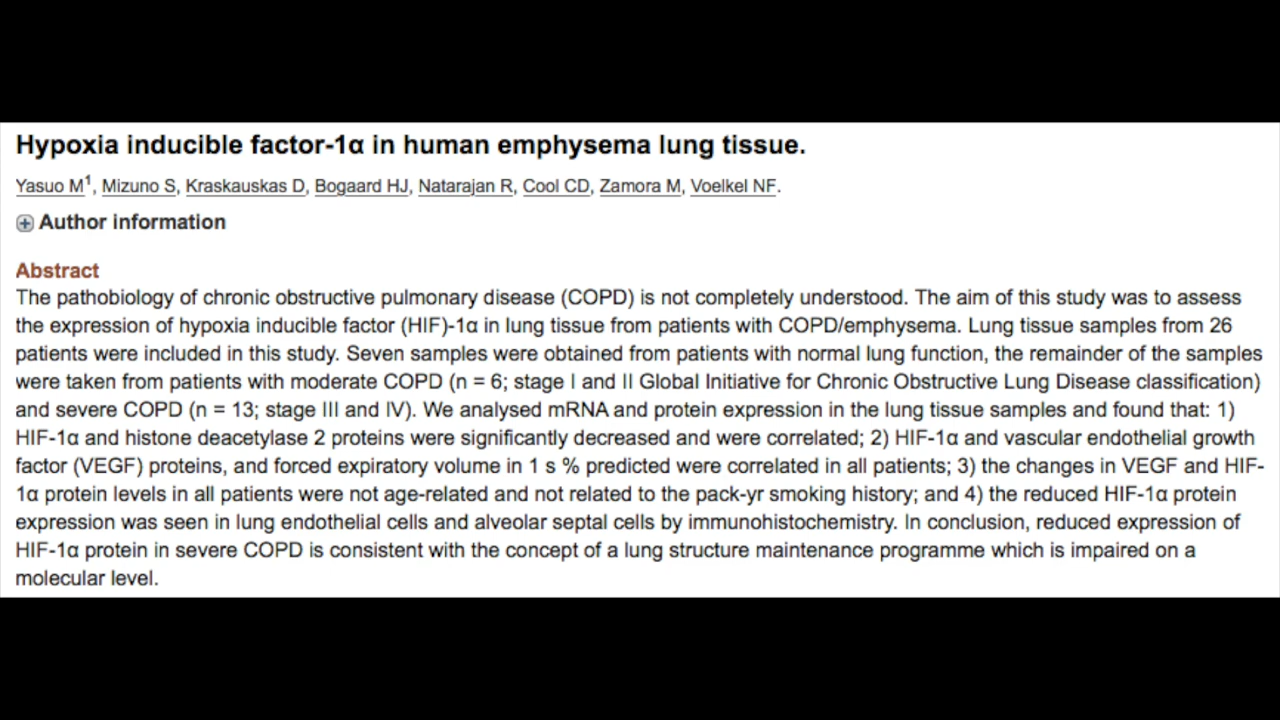 Hypoxia inducible factor-1α in human emphysema lung tissue.
Yasuo M1, Mizuno S, Kraskauskas D, Bogaard HJ, Natarajan R, Cool CD, Zamora M, Voelkel NF.
Author information
Abstract
The pathobiology of chronic obstructive pulmonary disease (COPD) is not completely understood. The aim of this study was to assess
the expression of hypoxia inducible factor (HIF)-1α in lung tissue from patients with COPD/emphysema. Lung tissue samples from 26
patients were included in this study. Seven samples were obtained from patients with normal lung function, the remainder of the samples
were taken from patients with moderate COPD (n = 6; stage I and II Global Initiative for Chronic Obstructive Lung Disease classification)
and severe COPD (n = 13; stage III and IV). We analysed mRNA and protein expression in the lung tissue samples and found that: 1)
HIF-1α and histone deacetylase 2 proteins were significantly decreased and were correlated; 2) HIF-1α and vascular endothelial growth
factor (VEGF) proteins, and forced expiratory volume in 1 s % predicted were correlated in all patients; 3) the changes in VEGF and HIF-
1α protein levels in all patients were not age-related and not related to the pack-yr smoking history; and 4) the reduced HIF-1α protein
expression was seen in lung endothelial cells and alveolar septal cells by immunohistochemistry. In conclusion, reduced expression of
HIF-1α protein in severe COPD is consistent with the concept of a lung structure maintenance programme which is impaired on a
molecular level.